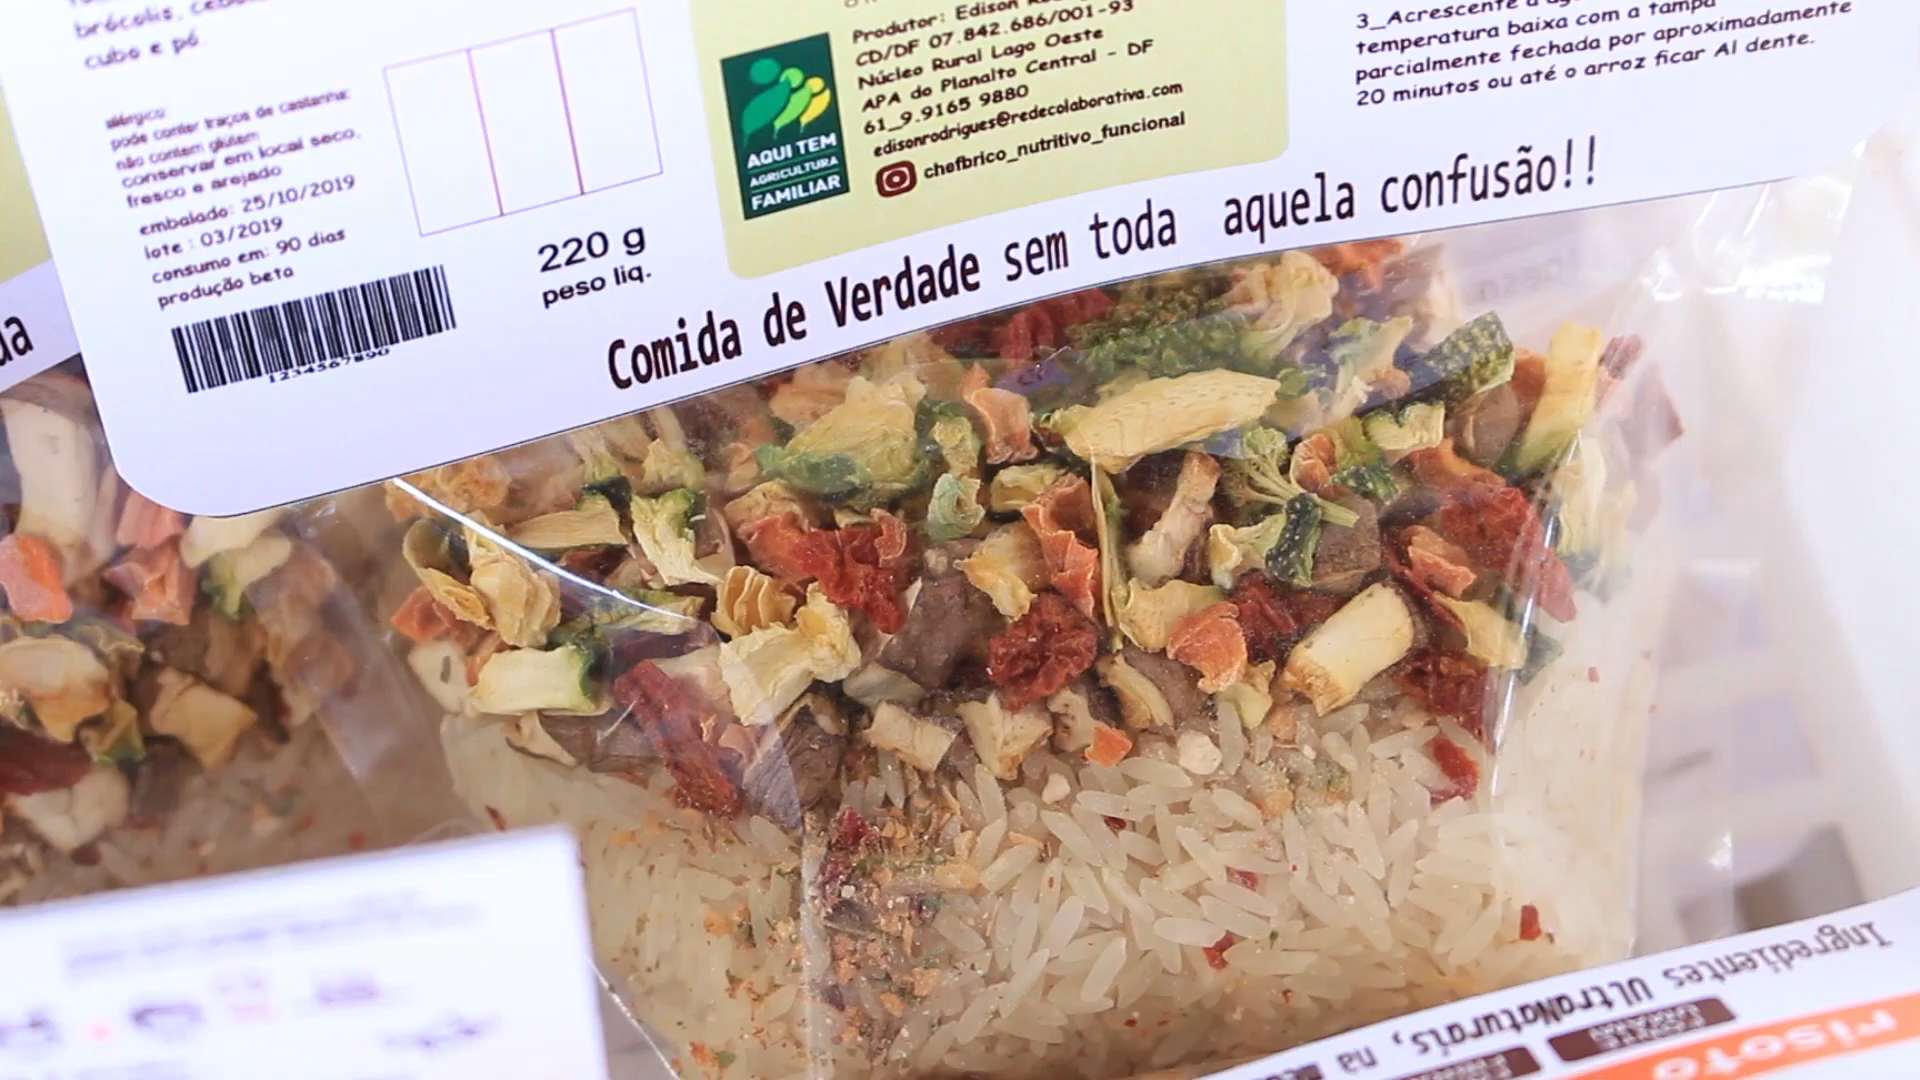 brócolis,
cubo e pó.
alérgico:
pode conter traços de castanha:
não contem glúten
conservar em local seco,
fresco e arejado
embalado: 25/10/2019
lote : 03/2019
consumo em: 90 dias
produção beta
1234567890
220 g
peso liq.
AQUI TEM
AGRICULTURA
FAMILIAR
Produtor: Edison
CD/DF 07.842.686/001-93
Núcleo Rural Lago Oeste
APA do Planalto Central - DF
61_9.9165 9880
edisonrodrigues@redecolaborativa.com
chefbrico_nutritivo_funcional
3_Acrescente a
temperatura baixa com a tampa
parcialmente fechada por aproximadamente
20 minutos ou até o arroz ficar Al dente.
Comida de Verdade sem toda aquela confusão!!
Ingredientes UltraNaturais, na
risoto